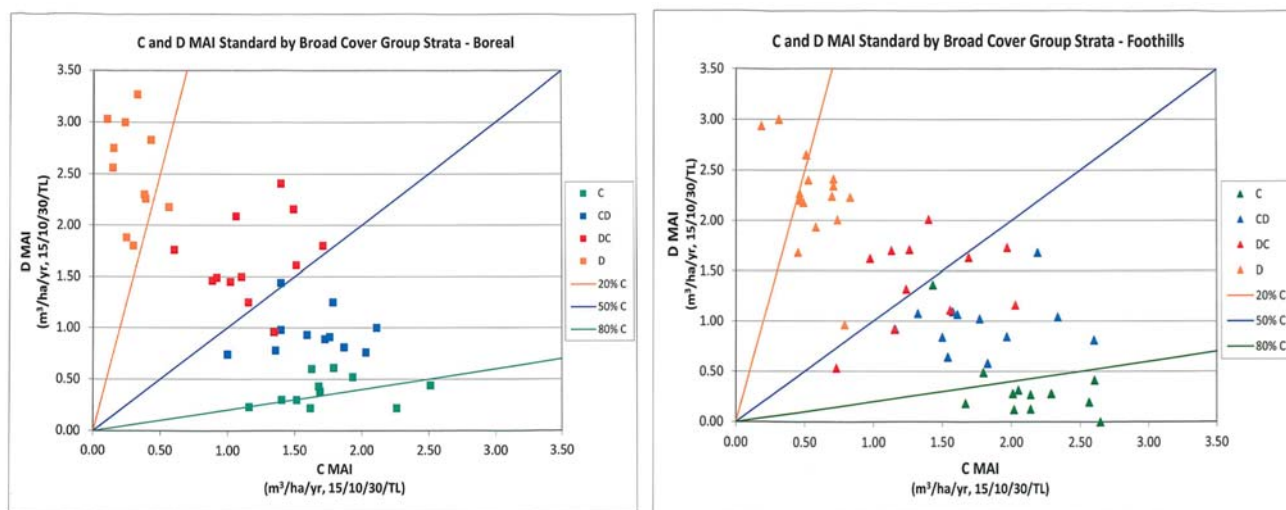 C and D MAI Standard by Broad Cover Group Strata - Boreal
3.50
3.00
2.50
2.00
1.50
1.00
0.50
0.00
D MAI
(m³/ha/yr, 15/10/30/TL)
0.00 0.50 1.00 1.50 2.00 2.50 3.00 3.50
C MAI
(m³/ha/yr, 15/10/30/TL)
C
CD
DC
D
20% C
50% C
80% C
C and D MAI Standard by Broad Cover Group Strata - Foothills
3.50
3.00
2.50
2.00
1.50
1.00
0.50
0.00
D MAI
(m³/ha/yr, 15/10/30/TL)
0.00 0.50 1.00 1.50 2.00 2.50 3.00 3.50
C MAI
(m³/ha/yr, 15/10/30/TL)
C
CD
DC
D
20% C
50% C
80% C